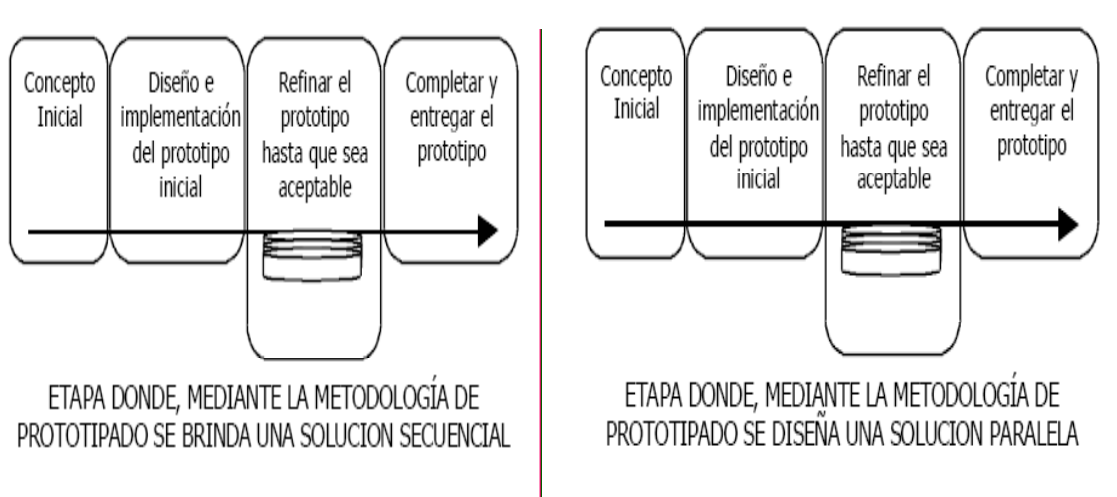 Concepto
Inicial
Diseño e
implementación
del prototipo
inicial
Refinar el
prototipo
hasta que sea
aceptable
Completar y
entregar el
prototipo
ETAPA DONDE, MEDIANTE LA METODOLOGÍA DE
PROTOTIPADO SE BRINDA UNA SOLUCION SECUENCIAL
Concepto
Inicial
Diseño e
implementación
del prototipo
inicial
Refinar el
prototipo
hasta que sea
aceptable
Completar y
entregar el
prototipo
ETAPA DONDE, MEDIANTE LA METODOLOGÍA DE
PROTOTIPADO SE DISEÑA UNA SOLUCION PARALELA